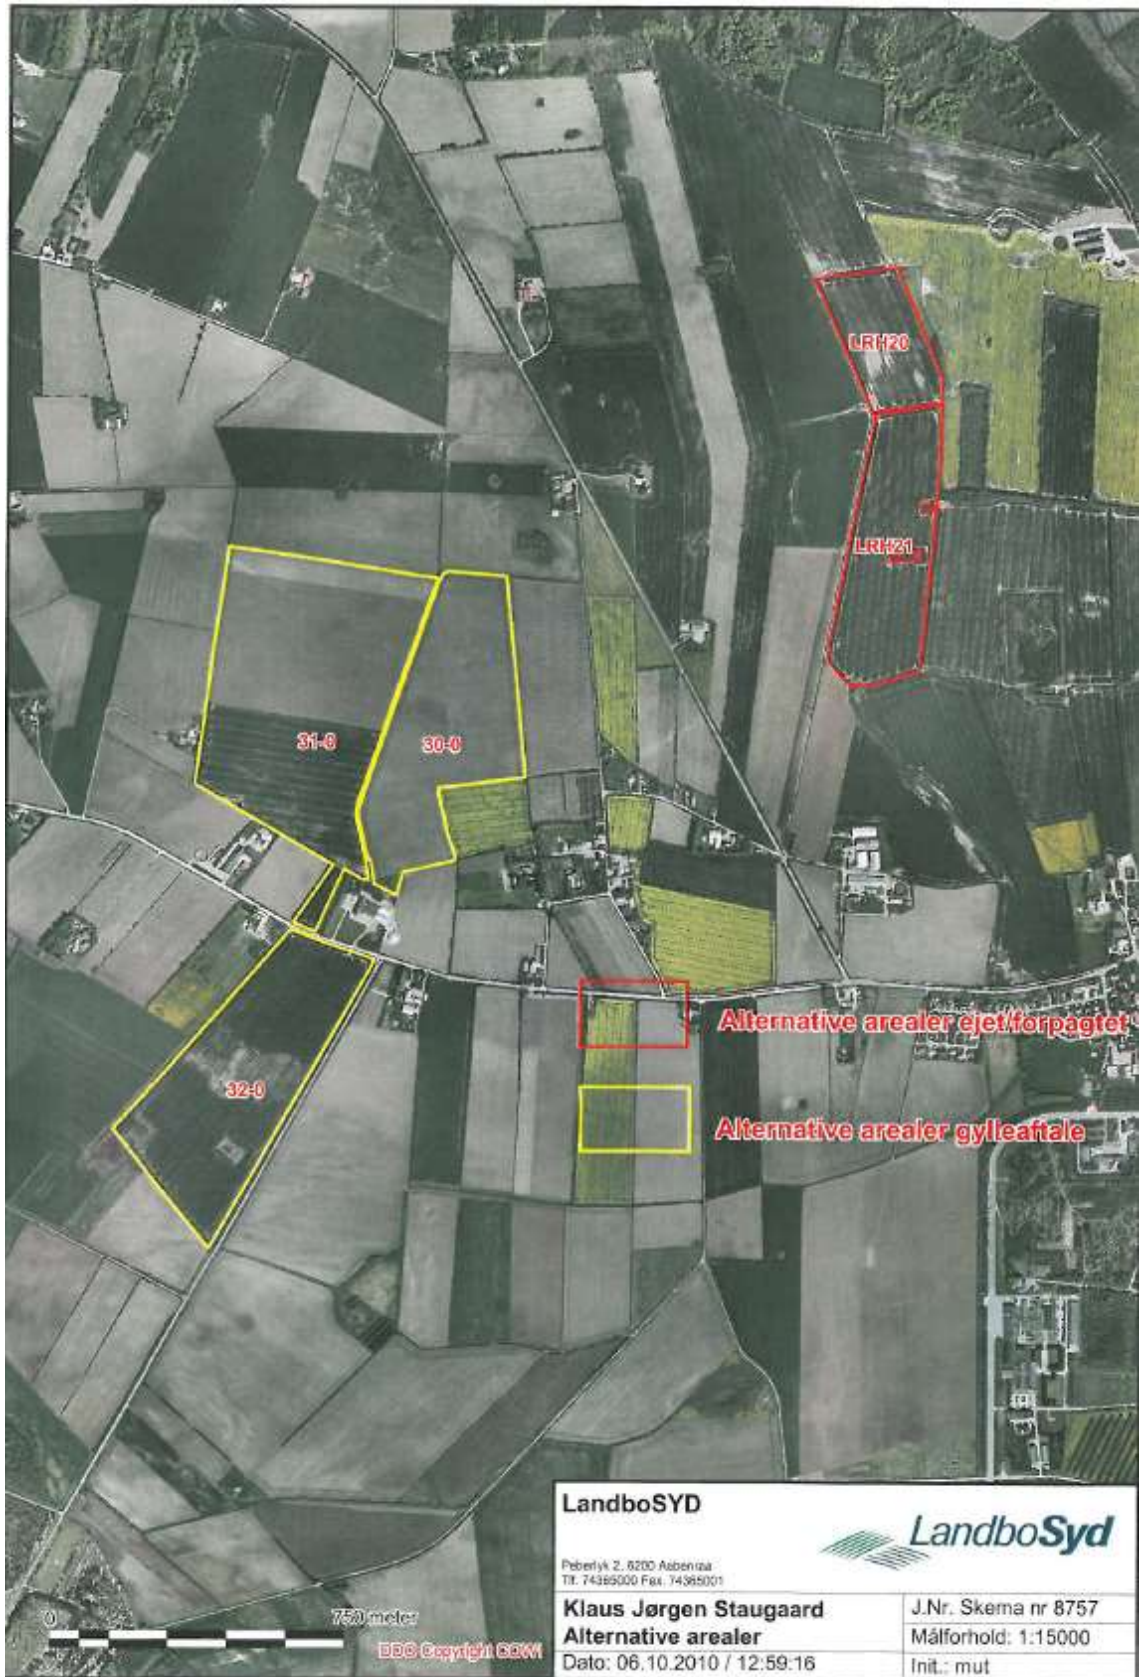 LRH20
LRH21
31-0
30-0
32-0
Alternative arealer ejet/forpagtet
Alternative arealer gylleaftale
0 750 meter
DDO Copyright COWI
LandboSYD
LandboSyd
Peberlyk 2, 6200 Aabenraa
Tlf. 74365000 Fax. 74365001
Klaus Jørgen Staugaard
Alternative arealer
Dato: 06.10.2010 / 12:59:16
J.Nr. Skema nr 8757
Målforhold: 1:15000
Init.: mut